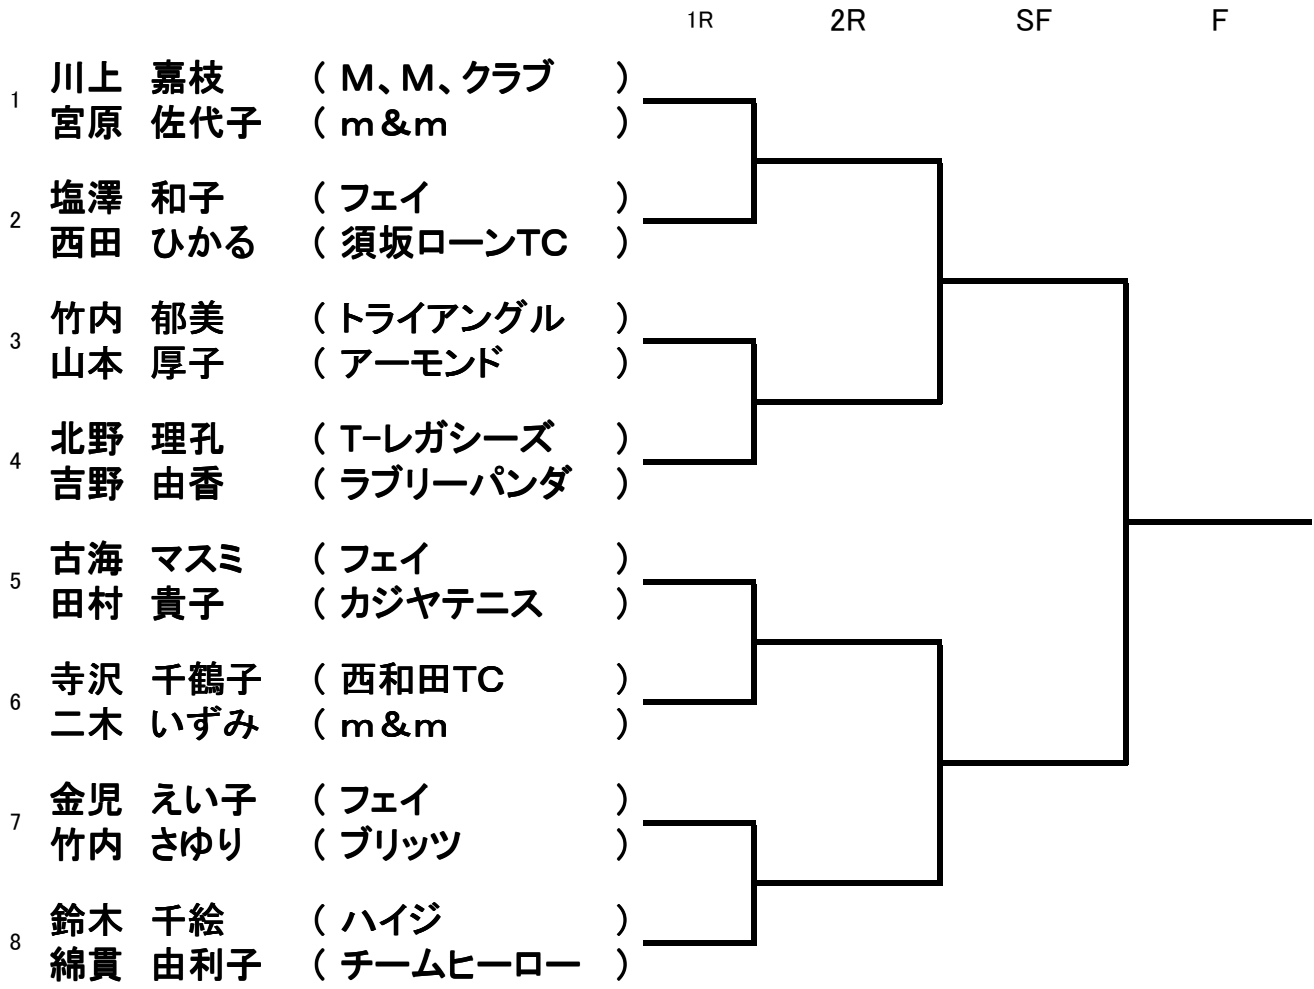 1R 2R SF F
川上 嘉枝 ( M、M、クラブ )
1
宮原 佐代子 ( m&m )
塩澤 和子 ( フェイ )
2
西田 ひかる ( 須坂ローンTC )
竹内 郁美 ( トライアングル )
3
山本 厚子 ( アーモンド )
北野 理孔 ( T-レガシーズ )
4
吉野 由香 ( ラブリーパンダ )
古海 マスミ ( フェイ )
5
田村 貴子 ( カジヤテニス )
寺沢 千鶴子 ( 西和田TC )
6
二木 いずみ ( m&m )
金児 えい子 ( フェイ )
7
竹内 さゆり ( ブリッツ )
鈴木 千絵 ( ハイジ )
8
綿貫 由利子 ( チームヒーロー )